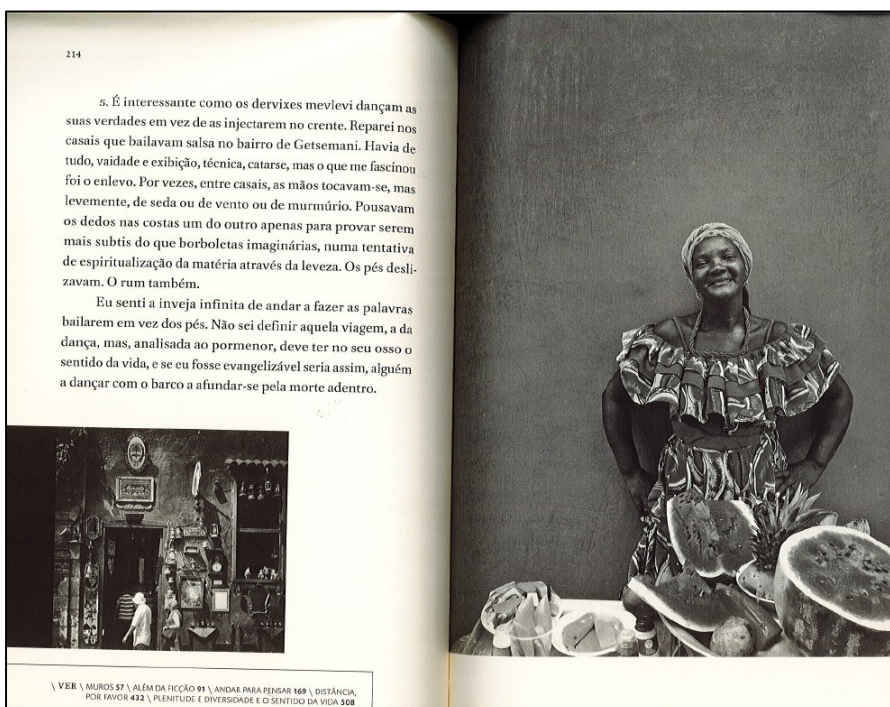 214
5. É interessante como os dervixes mevlevi dançam as
suas verdades em vez de as injectarem no crente. Reparei nos
casais que bailavam salsa no bairro de Getsemani. Havia de
tudo, vaidade e exibição, técnica, catarse, mas o que me fascinou
foi o enlevo. Por vezes, entre casais, as mãos tocavam-se, mas
levemente, de seda ou de vento ou de murmúrio. Pousavam
os dedos nas costas um do outro apenas para provar serem
mais subtis do que borboletas imaginárias, numa tentativa
de espiritualização da matéria através da leveza. Os pés desli-
zavam. O rum também.
Eu senti a inveja infinita de andar a fazer as palavras
bailarem em vez dos pés. Não sei definir aquela viagem, a da
dança, mas, analisada ao pormenor, deve ter no seu osso o
sentido da vida, e se eu fosse evangelizável seria assim, alguém
a dançar com o barco a afundar-se pela morte adentro.
\ VER \ MUROS 57 \ ALÉM DA FICÇÃO 91 \ ANDAR PARA PENSAR 169 \ DISTÂNCIA,
POR FAVOR 432 \ PLENITUDE E DIVERSIDADE E O SENTIDO DA VIDA 508